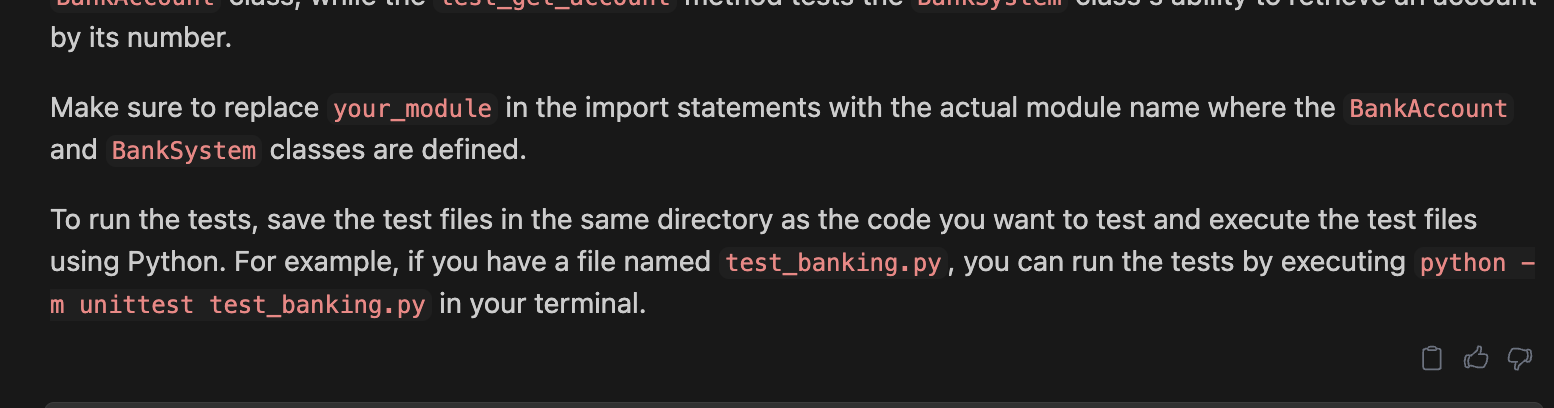 BankAccount class, while the test_get_account method tests the BankSystem class's ability to retrieve an account
by its number.
Make sure to replace your_module in the import statements with the actual module name where the BankAccount
and BankSystem classes are defined.
To run the tests, save the test files in the same directory as the code you want to test and execute the test files
using Python. For example, if you have a file named test_banking.py, you can run the tests by executing python -
m unittest test_banking.py in your terminal.